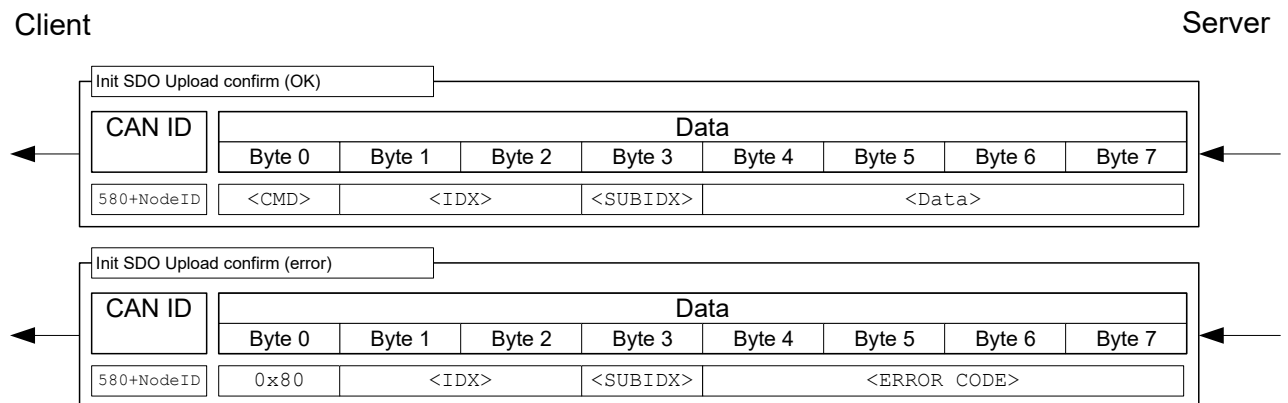 Client Server
Init SDO Upload confirm (OK)
CAN ID Data
Byte 0 Byte 1 Byte 2 Byte 3 Byte 4 Byte 5 Byte 6 Byte 7
580+NodeID <CMD> <IDX> <SUBIDX> <Data>
Init SDO Upload confirm (error)
CAN ID Data
Byte 0 Byte 1 Byte 2 Byte 3 Byte 4 Byte 5 Byte 6 Byte 7
580+NodeID 0x80 <IDX> <SUBIDX> <ERROR CODE>